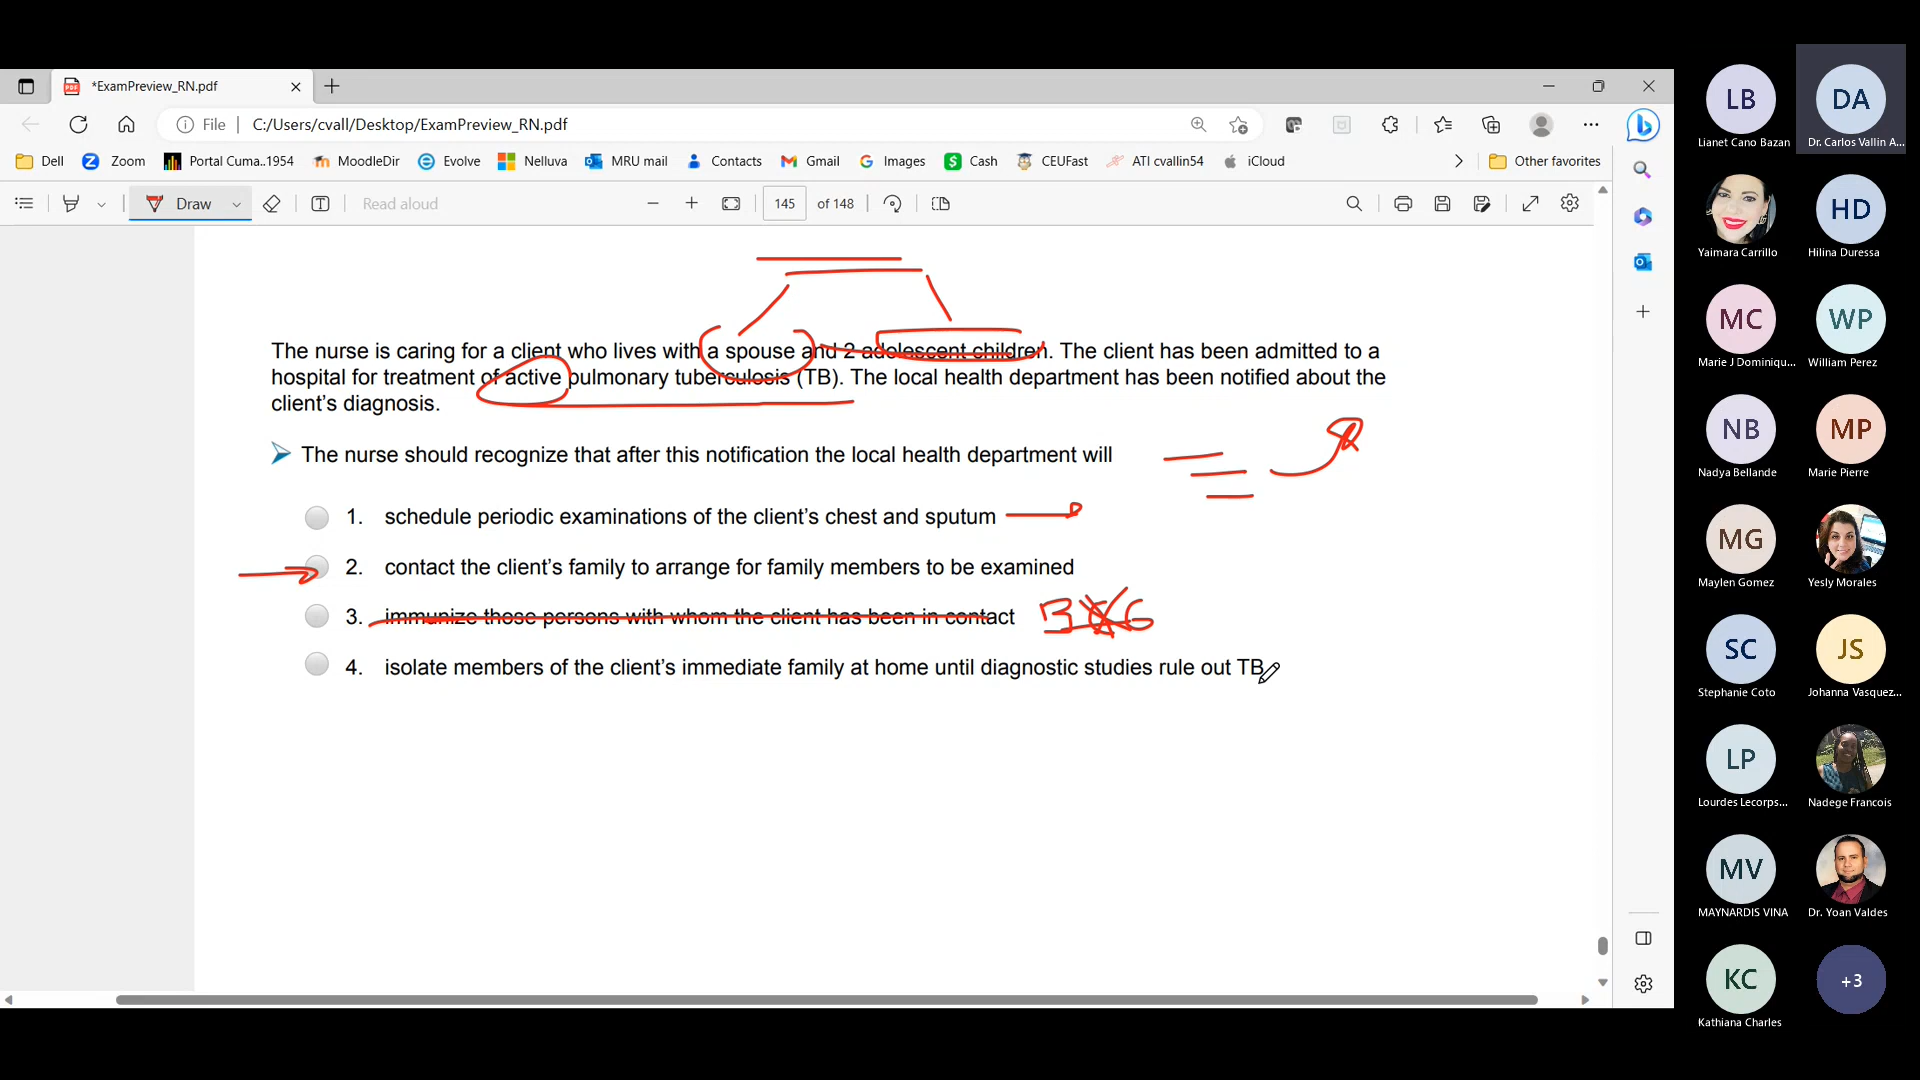 *ExamPreview_RN.pdf
File | C:/Users/cvall/Desktop/ExamPreview_RN.pdf
Dell Zoom Portal Cuma..1954 MoodleDir Evolve Nelluva MRU mail Contacts Gmail Images Cash CEUFast ATI cvallin54 iCloud Other favorites
Draw Read aloud 145 of 148
The nurse is caring for a client who lives with a spouse and 2 adolescent children. The client has been admitted to a
hospital for treatment of active pulmonary tuberculosis (TB). The local health department has been notified about the
client's diagnosis.
The nurse should recognize that after this notification the local health department will
1. schedule periodic examinations of the client's chest and sputum
2. contact the client's family to arrange for family members to be examined
3. immunize those persons with whom the client has been in contact
4. isolate members of the client's immediate family at home until diagnostic studies rule out TB
LB DA
Lianet Cano Bazan Dr. Carlos Vallin A...
HD
Yaimara Carrillo Hilina Duressa
MC WP
Marie J Dominiqu... William Perez
NB MP
Nadya Bellande Marie Pierre
MG
Maylen Gomez Yesly Morales
SC JS
Stephanie Coto Johanna Vasquez...
LP
Lourdes Lecorps... Nadege Francois
MV
MAYNARDIS VINA Dr. Yoan Valdes
KC +3
Kathiana Charles